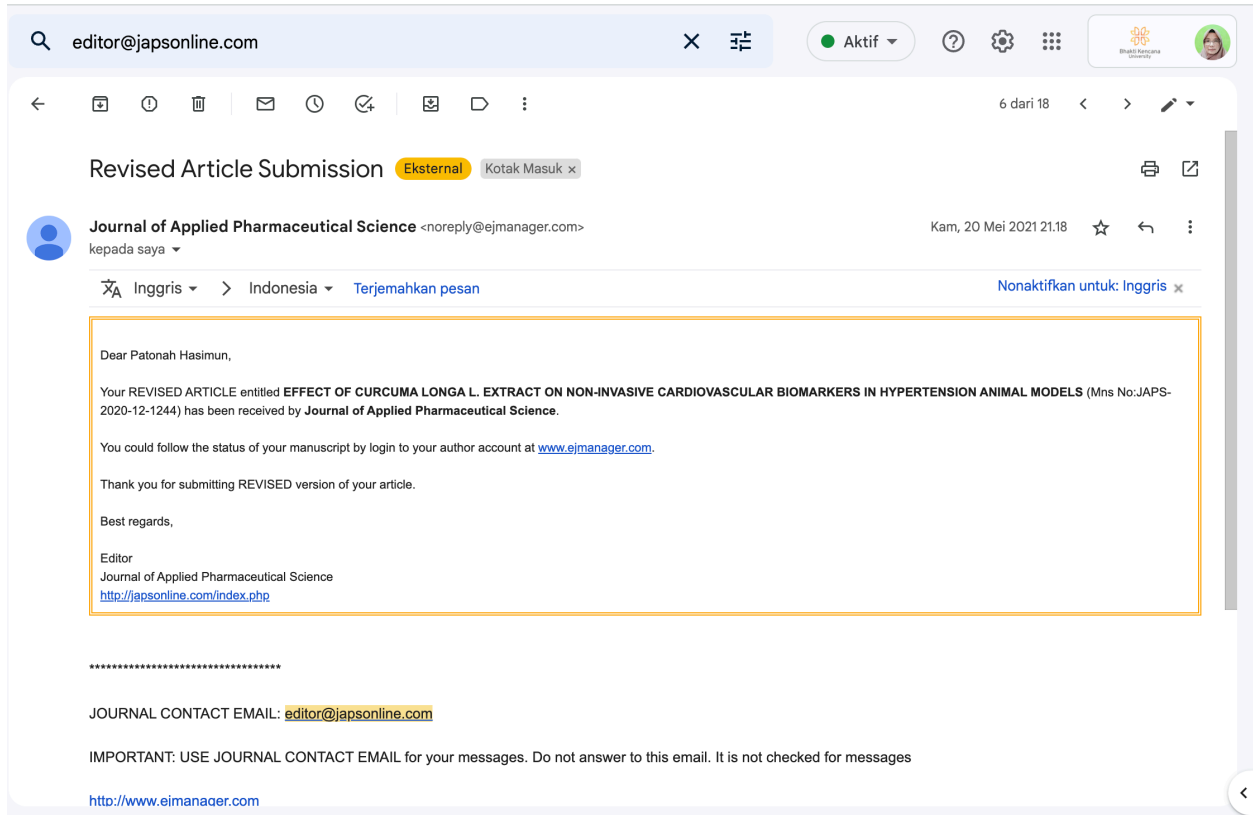 editor@japsonline.com
Aktif
Bhakti Kencana
University
6 dari 18
Revised Article Submission Eksternal Kotak Masuk ×
Journal of Applied Pharmaceutical Science <noreply@ejmanager.com> Kam, 20 Mei 2021 21.18
kepada saya
Inggris > Indonesia Terjemahkan pesan Nonaktifkan untuk: Inggris ×
Dear Patonah Hasimun,
Your REVISED ARTICLE entitled EFFECT OF CURCUMA LONGA L. EXTRACT ON NON-INVASIVE CARDIOVASCULAR BIOMARKERS IN HYPERTENSION ANIMAL MODELS (Mns No:JAPS-
2020-12-1244) has been received by Journal of Applied Pharmaceutical Science.
You could follow the status of your manuscript by login to your author account at www.ejmanager.com.
Thank you for submitting REVISED version of your article.
Best regards,
Editor
Journal of Applied Pharmaceutical Science
http://japsonline.com/index.php
**********************************
JOURNAL CONTACT EMAIL: editor@japsonline.com
IMPORTANT: USE JOURNAL CONTACT EMAIL for your messages. Do not answer to this email. It is not checked for messages
http://www.ejmanager.com